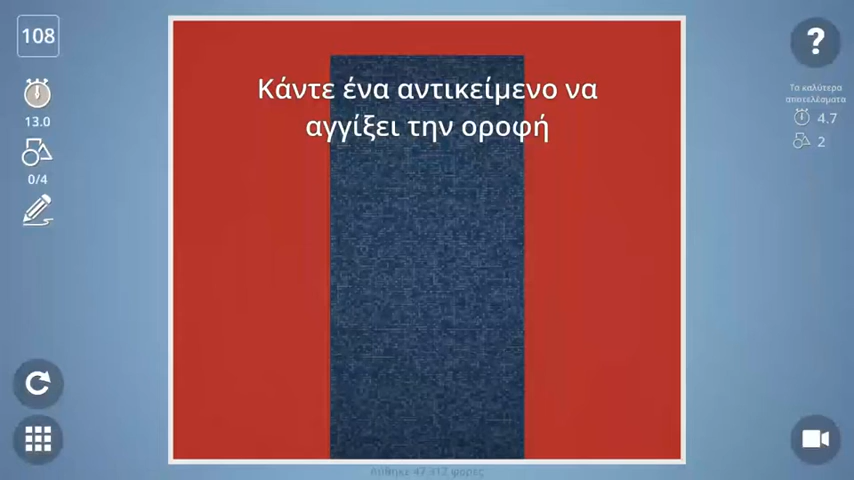 108
13.0
0/4
Κάντε ένα αντικείμενο να
αγγίξει την οροφή
?
Τα καλύτερα
αποτελέσματα
4.7
2